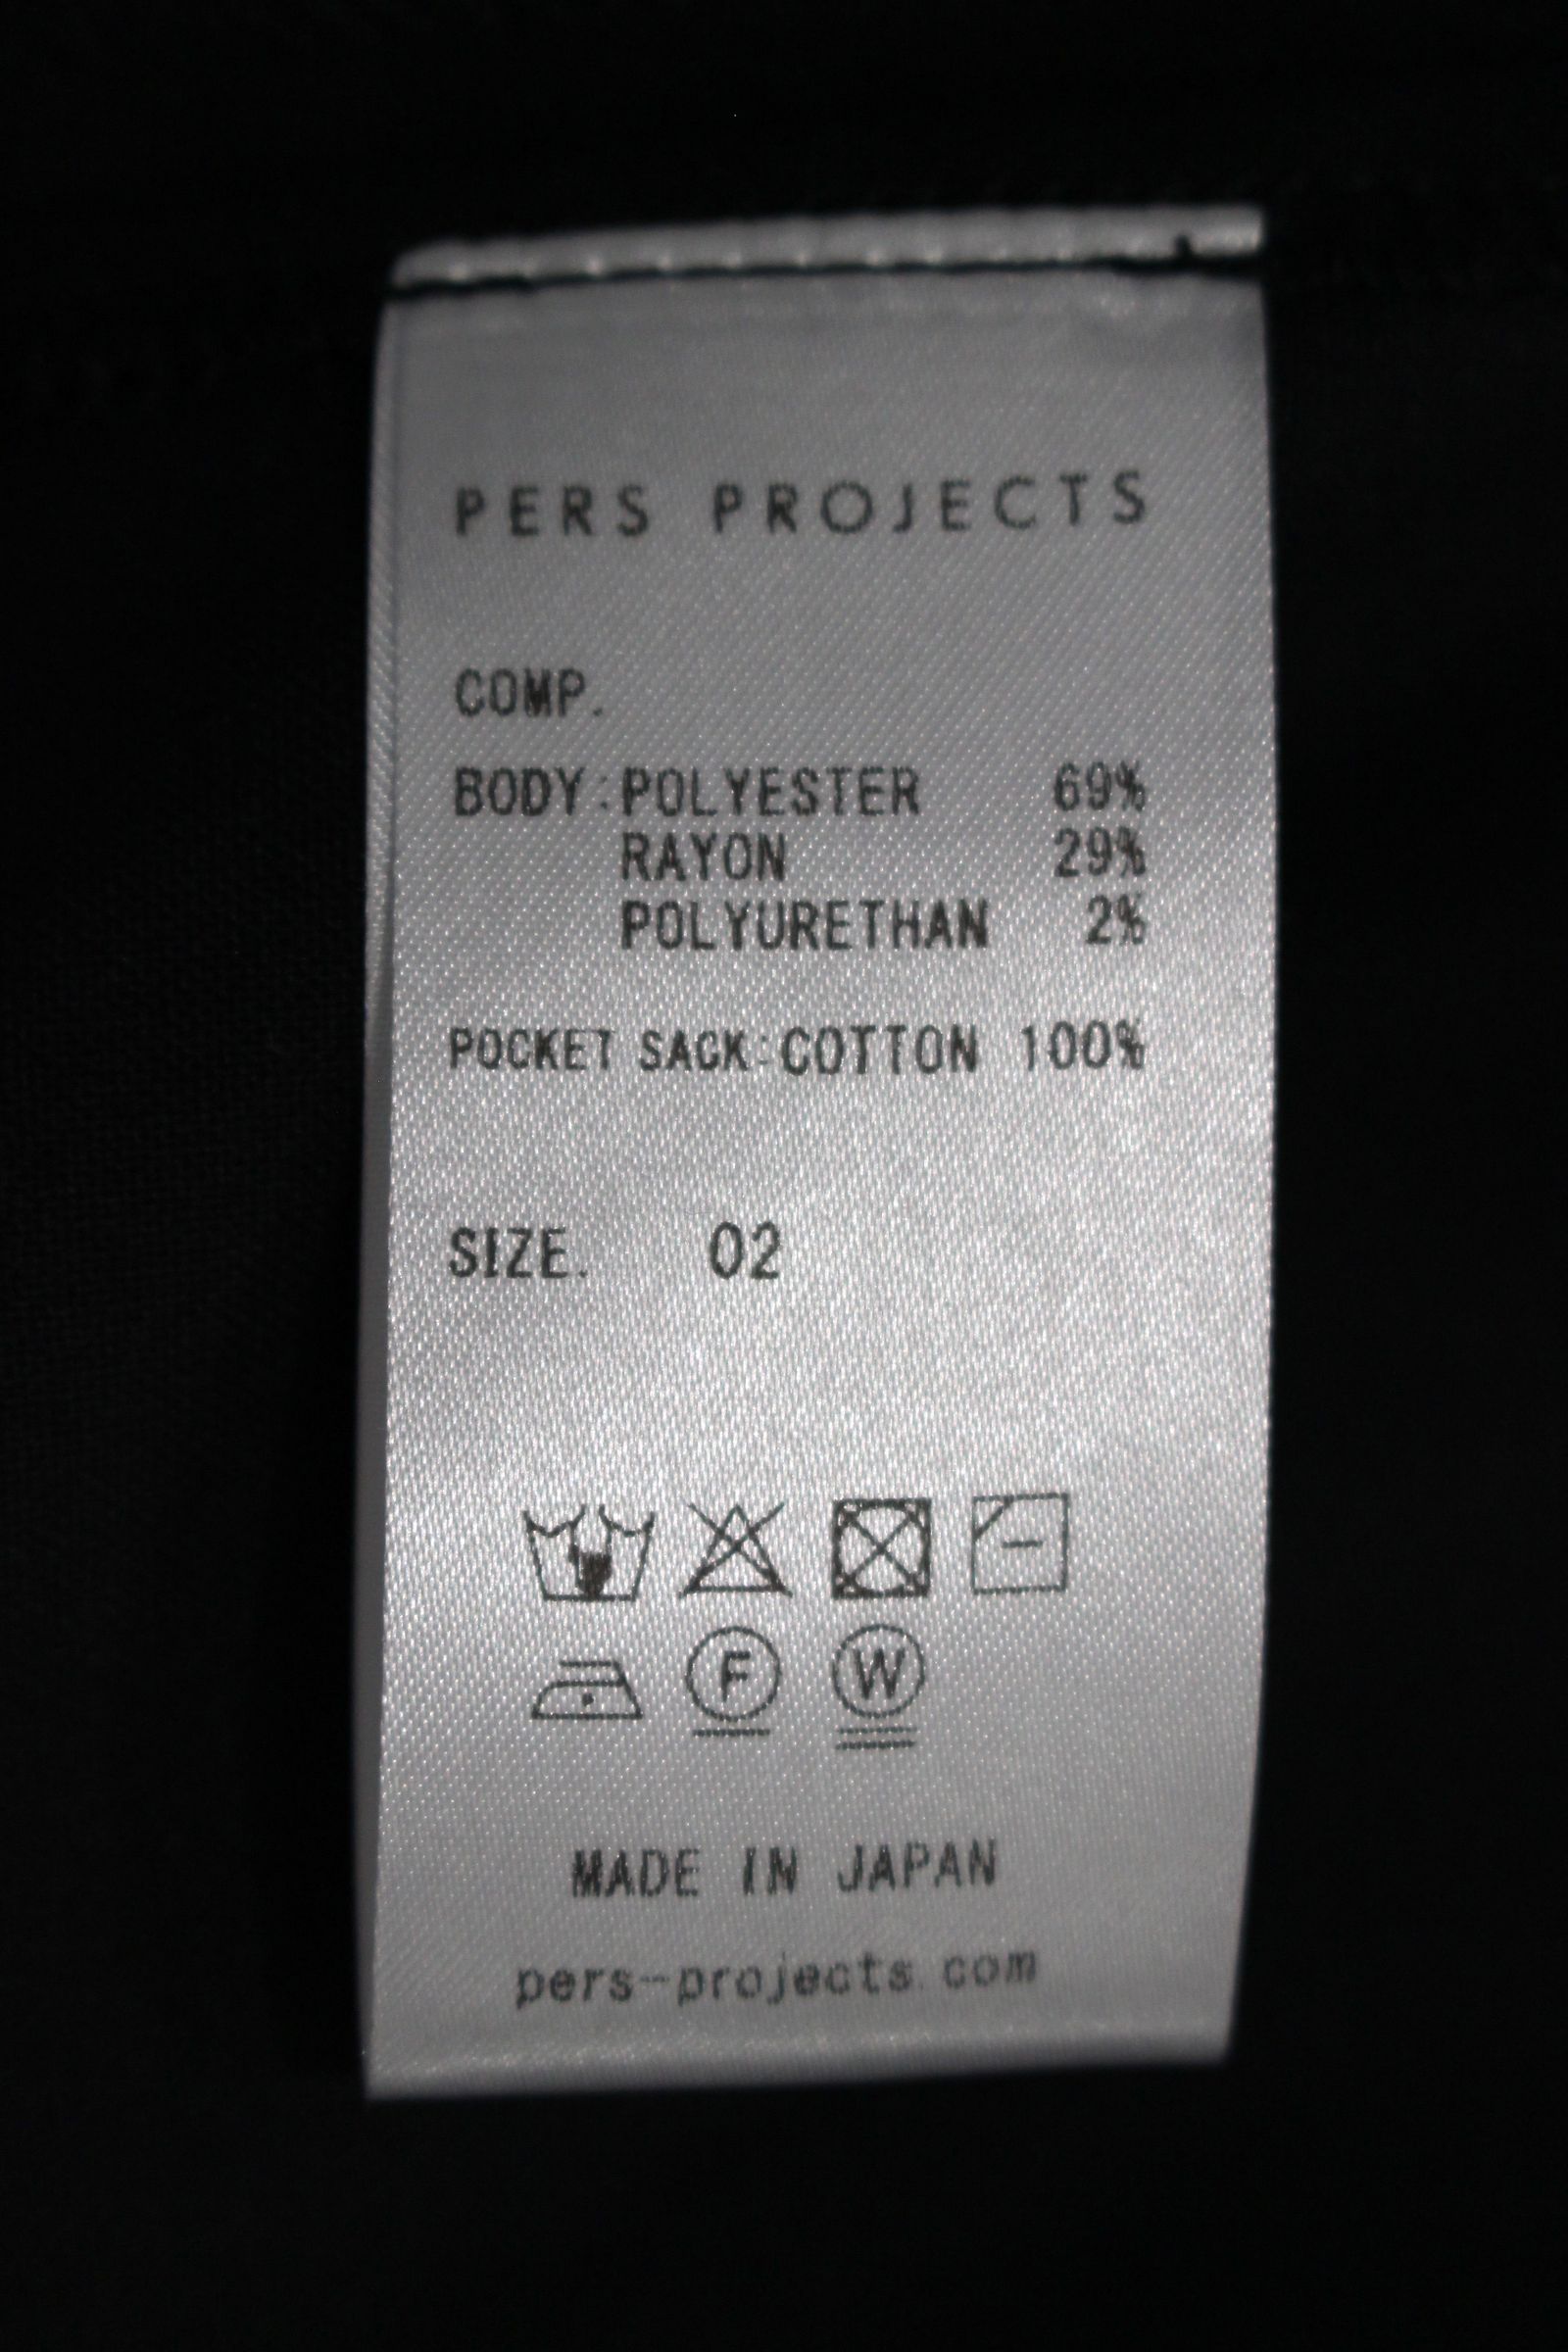 PERS PROJECTS
COMP.
BODY:POLYESTER 69%
RAYON 29%
POLYURETHAN 2%
POCKET SACK:COTTON 100%
SIZE. 02
F W
MADE IN JAPAN
pers-projects.com